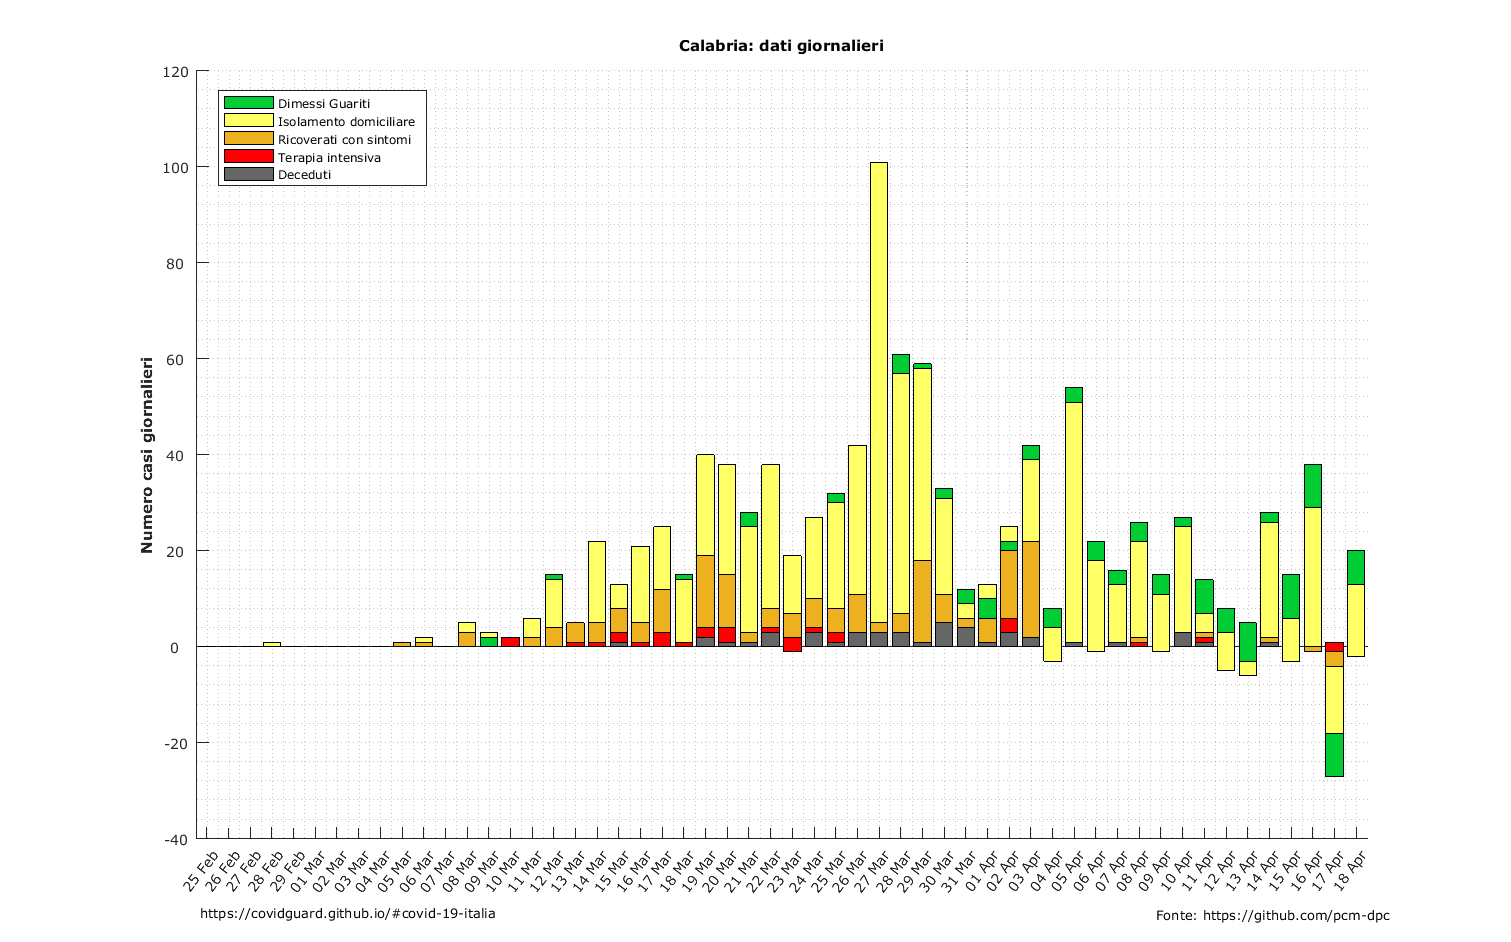 Calabria: dati giornalieri
120
100
80
60
40
20
0
-20
-40
Numero casi giornalieri
Dimessi Guariti
Isolamento domiciliare
Ricoverati con sintomi
Terapia intensiva
Deceduti
25 Feb
26 Feb
27 Feb
28 Feb
29 Feb
01 Mar
02 Mar
03 Mar
04 Mar
05 Mar
06 Mar
07 Mar
08 Mar
09 Mar
10 Mar
11 Mar
12 Mar
13 Mar
14 Mar
15 Mar
16 Mar
17 Mar
18 Mar
19 Mar
20 Mar
21 Mar
22 Mar
23 Mar
24 Mar
25 Mar
26 Mar
27 Mar
28 Mar
29 Mar
30 Mar
31 Mar
01 Apr
02 Apr
03 Apr
04 Apr
05 Apr
06 Apr
07 Apr
08 Apr
09 Apr
10 Apr
11 Apr
12 Apr
13 Apr
14 Apr
15 Apr
16 Apr
17 Apr
18 Apr
https://covidguard.github.io/#covid-19-italia
Fonte: https://github.com/pcm-dpc